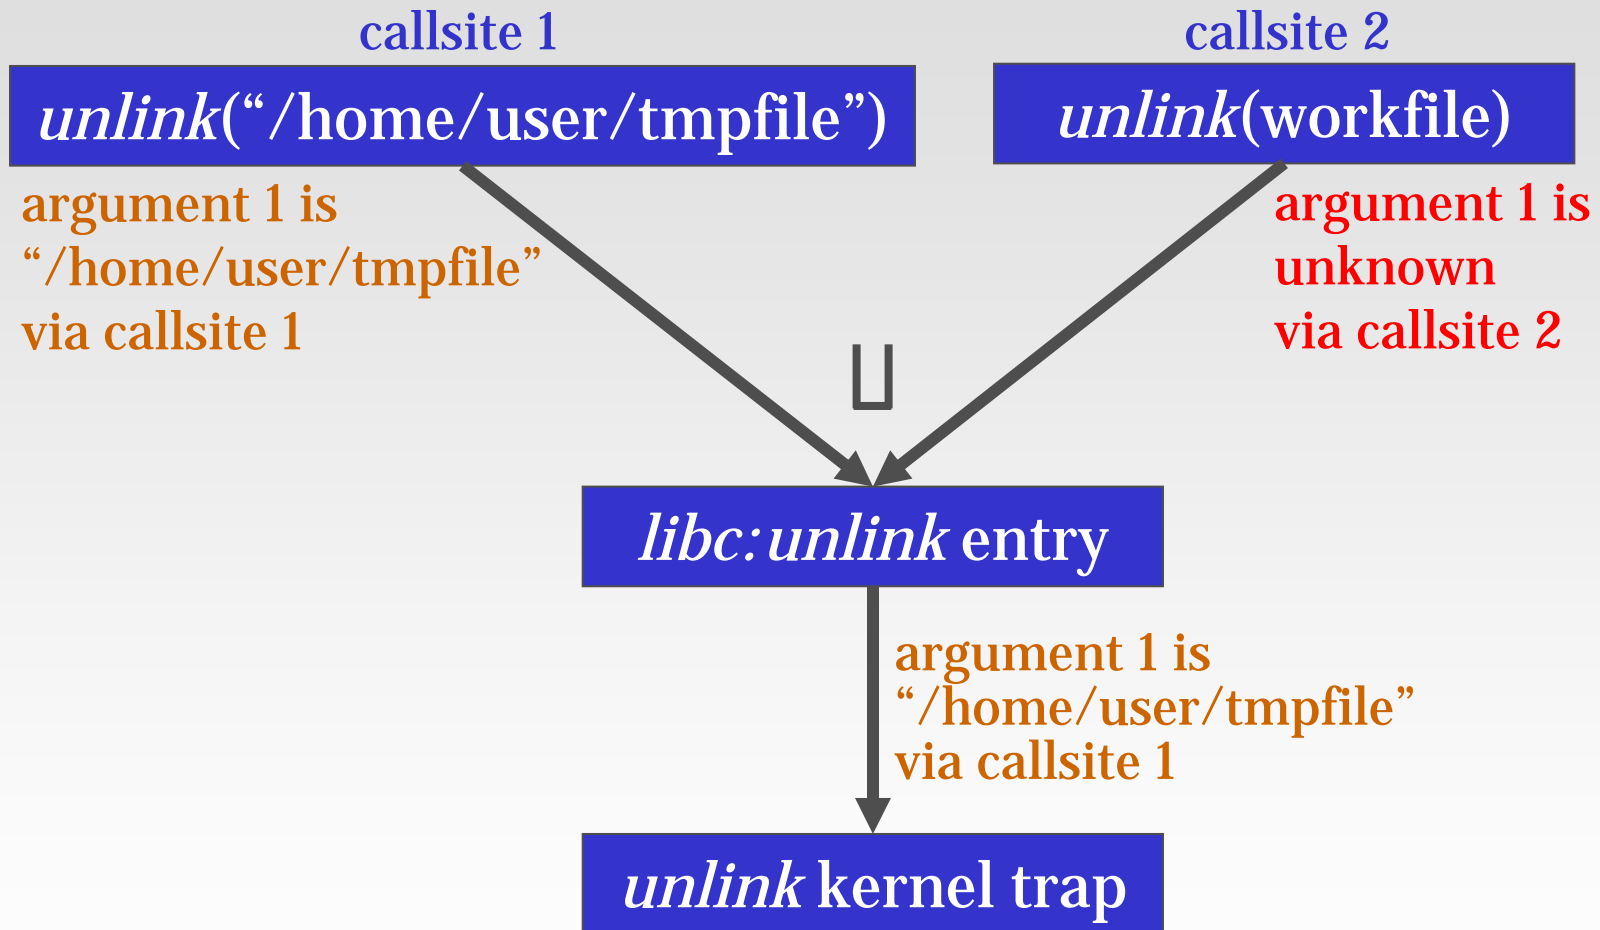 callsite 1
callsite 2
unlink(“/home/user/tmpfile”)
unlink(workfile)
argument 1 is
“/home/user/tmpfile”
via callsite 1
argument 1 is
unknown
via callsite 2
⊔
libc:unlink entry
argument 1 is
“/home/user/tmpfile”
via callsite 1
unlink kernel trap